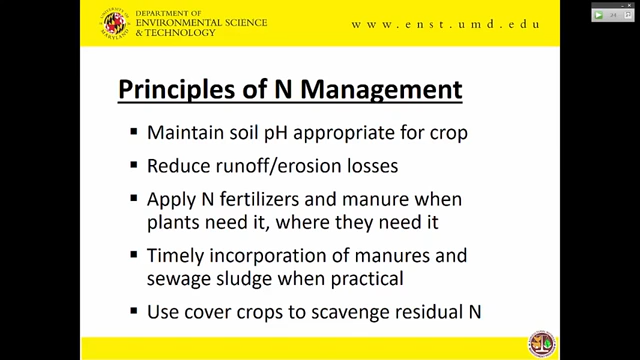 DEPARTMENT OF
ENVIRONMENTAL SCIENCE
& TECHNOLOGY
www.enst.umd.edu
Principles of N Management
▪ Maintain soil pH appropriate for crop
▪ Reduce runoff/erosion losses
▪ Apply N fertilizers and manure when
plants need it, where they need it
▪ Timely incorporation of manures and
sewage sludge when practical
▪ Use cover crops to scavenge residual N